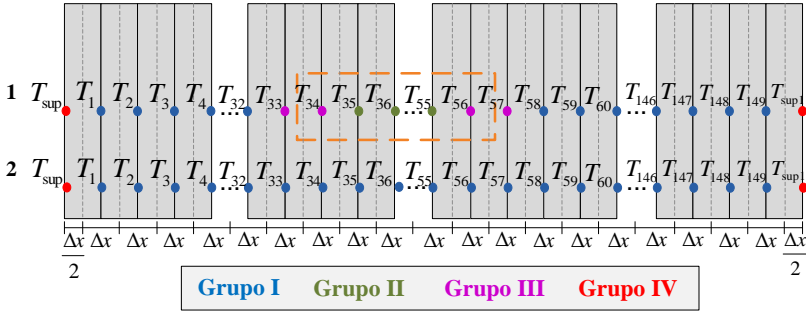 1 T_sup T_1 T_2 T_3 T_4 ... T_32 T_33 T_34 T_35 T_36 ... T_55 T_56 T_57 T_58 T_59 T_60 ... T_146 T_147 T_148 T_149 T_sup1
2 T_sup T_1 T_2 T_3 T_4 ... T_32 T_33 T_34 T_35 T_36 ... T_55 T_56 T_57 T_58 T_59 T_60 ... T_146 T_147 T_148 T_149 T_sup1
Δx/2 Δx Δx Δx Δx Δx Δx Δx Δx Δx Δx Δx Δx Δx Δx Δx Δx Δx Δx Δx Δx/2
Grupo I Grupo II Grupo III Grupo IV